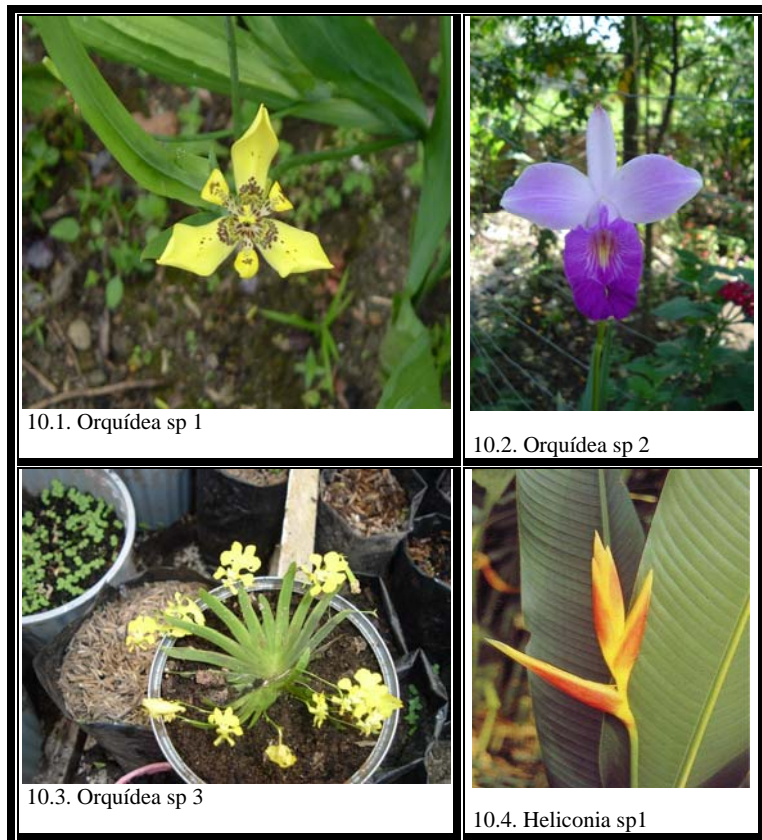 10.1. Orquídea sp 1
10.2. Orquídea sp 2
10.3. Orquídea sp 3
10.4. Heliconia sp1